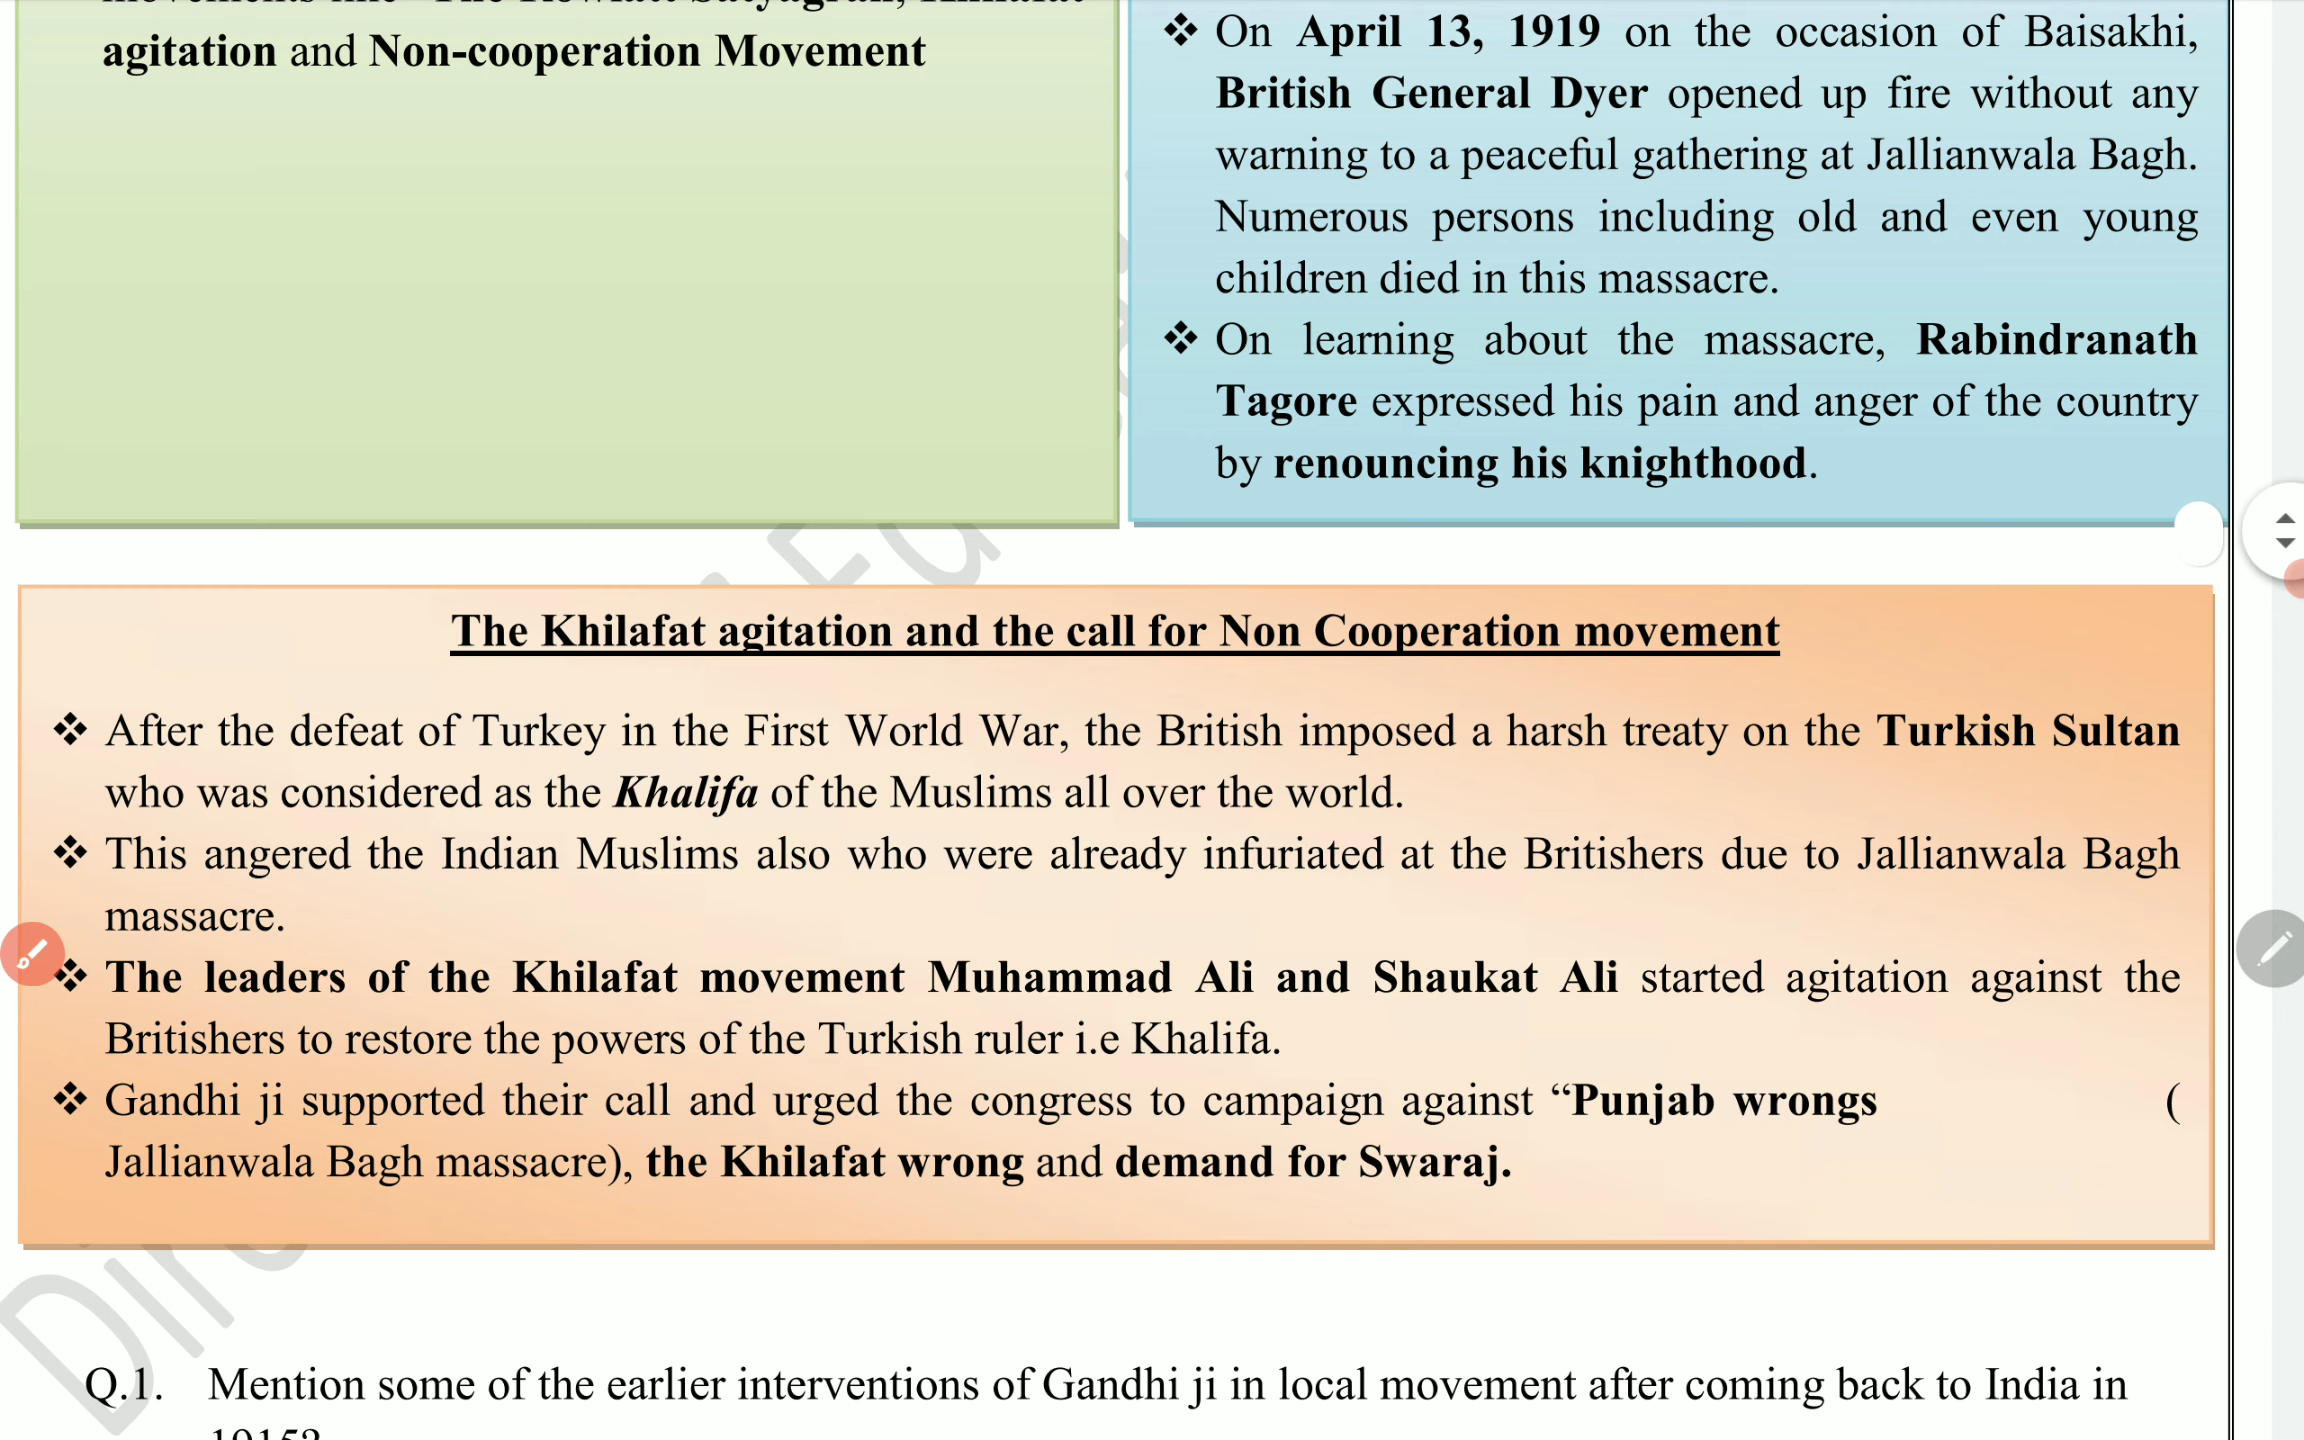 agitation and Non-cooperation Movement
❖ On April 13, 1919 on the occasion of Baisakhi,
British General Dyer opened up fire without any
warning to a peaceful gathering at Jallianwala Bagh.
Numerous persons including old and even young
children died in this massacre.
❖ On learning about the massacre, Rabindranath
Tagore expressed his pain and anger of the country
by renouncing his knighthood.
The Khilafat agitation and the call for Non Cooperation movement
❖ After the defeat of Turkey in the First World War, the British imposed a harsh treaty on the Turkish Sultan
who was considered as the Khalifa of the Muslims all over the world.
❖ This angered the Indian Muslims also who were already infuriated at the Britishers due to Jallianwala Bagh
massacre.
❖ The leaders of the Khilafat movement Muhammad Ali and Shaukat Ali started agitation against the
Britishers to restore the powers of the Turkish ruler i.e Khalifa.
❖ Gandhi ji supported their call and urged the congress to campaign against “Punjab wrongs (
Jallianwala Bagh massacre), the Khilafat wrong and demand for Swaraj.
Q.1. Mention some of the earlier interventions of Gandhi ji in local movement after coming back to India in
1915?